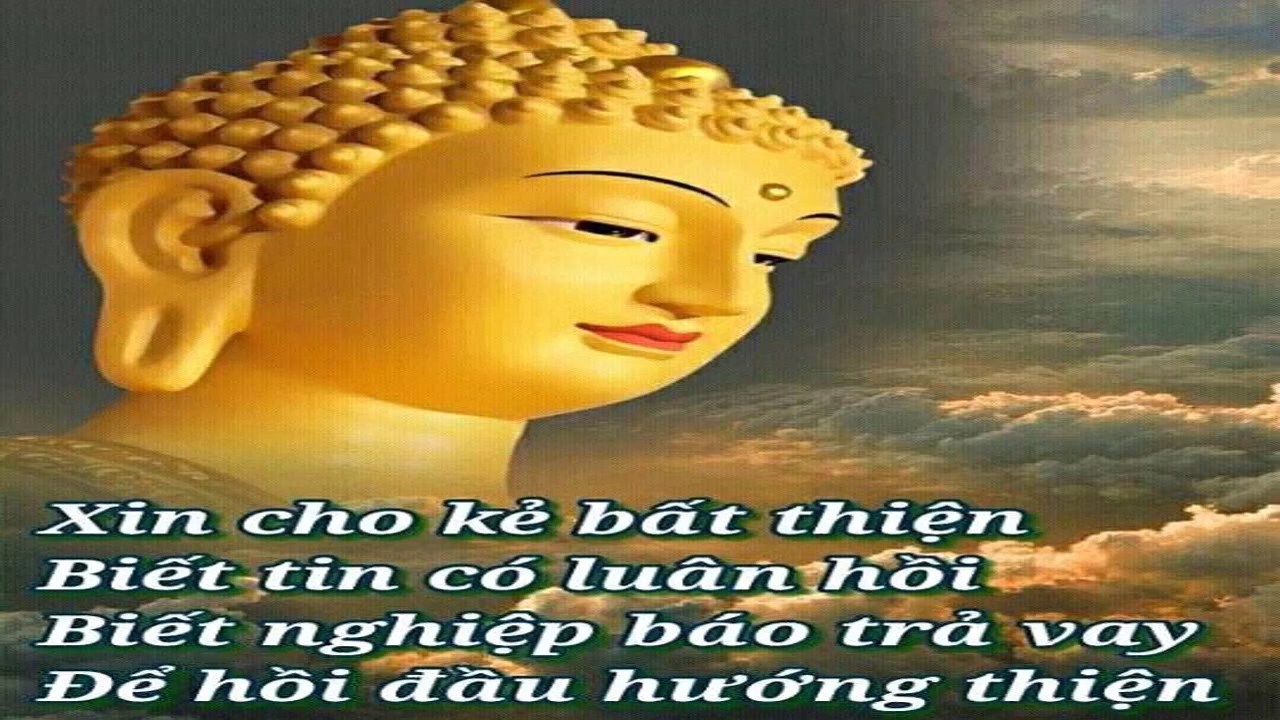 Xin cho kẻ bất thiện
Biết tin có luân hồi
Biết nghiệp báo trả vay
Để hồi đầu hướng thiện